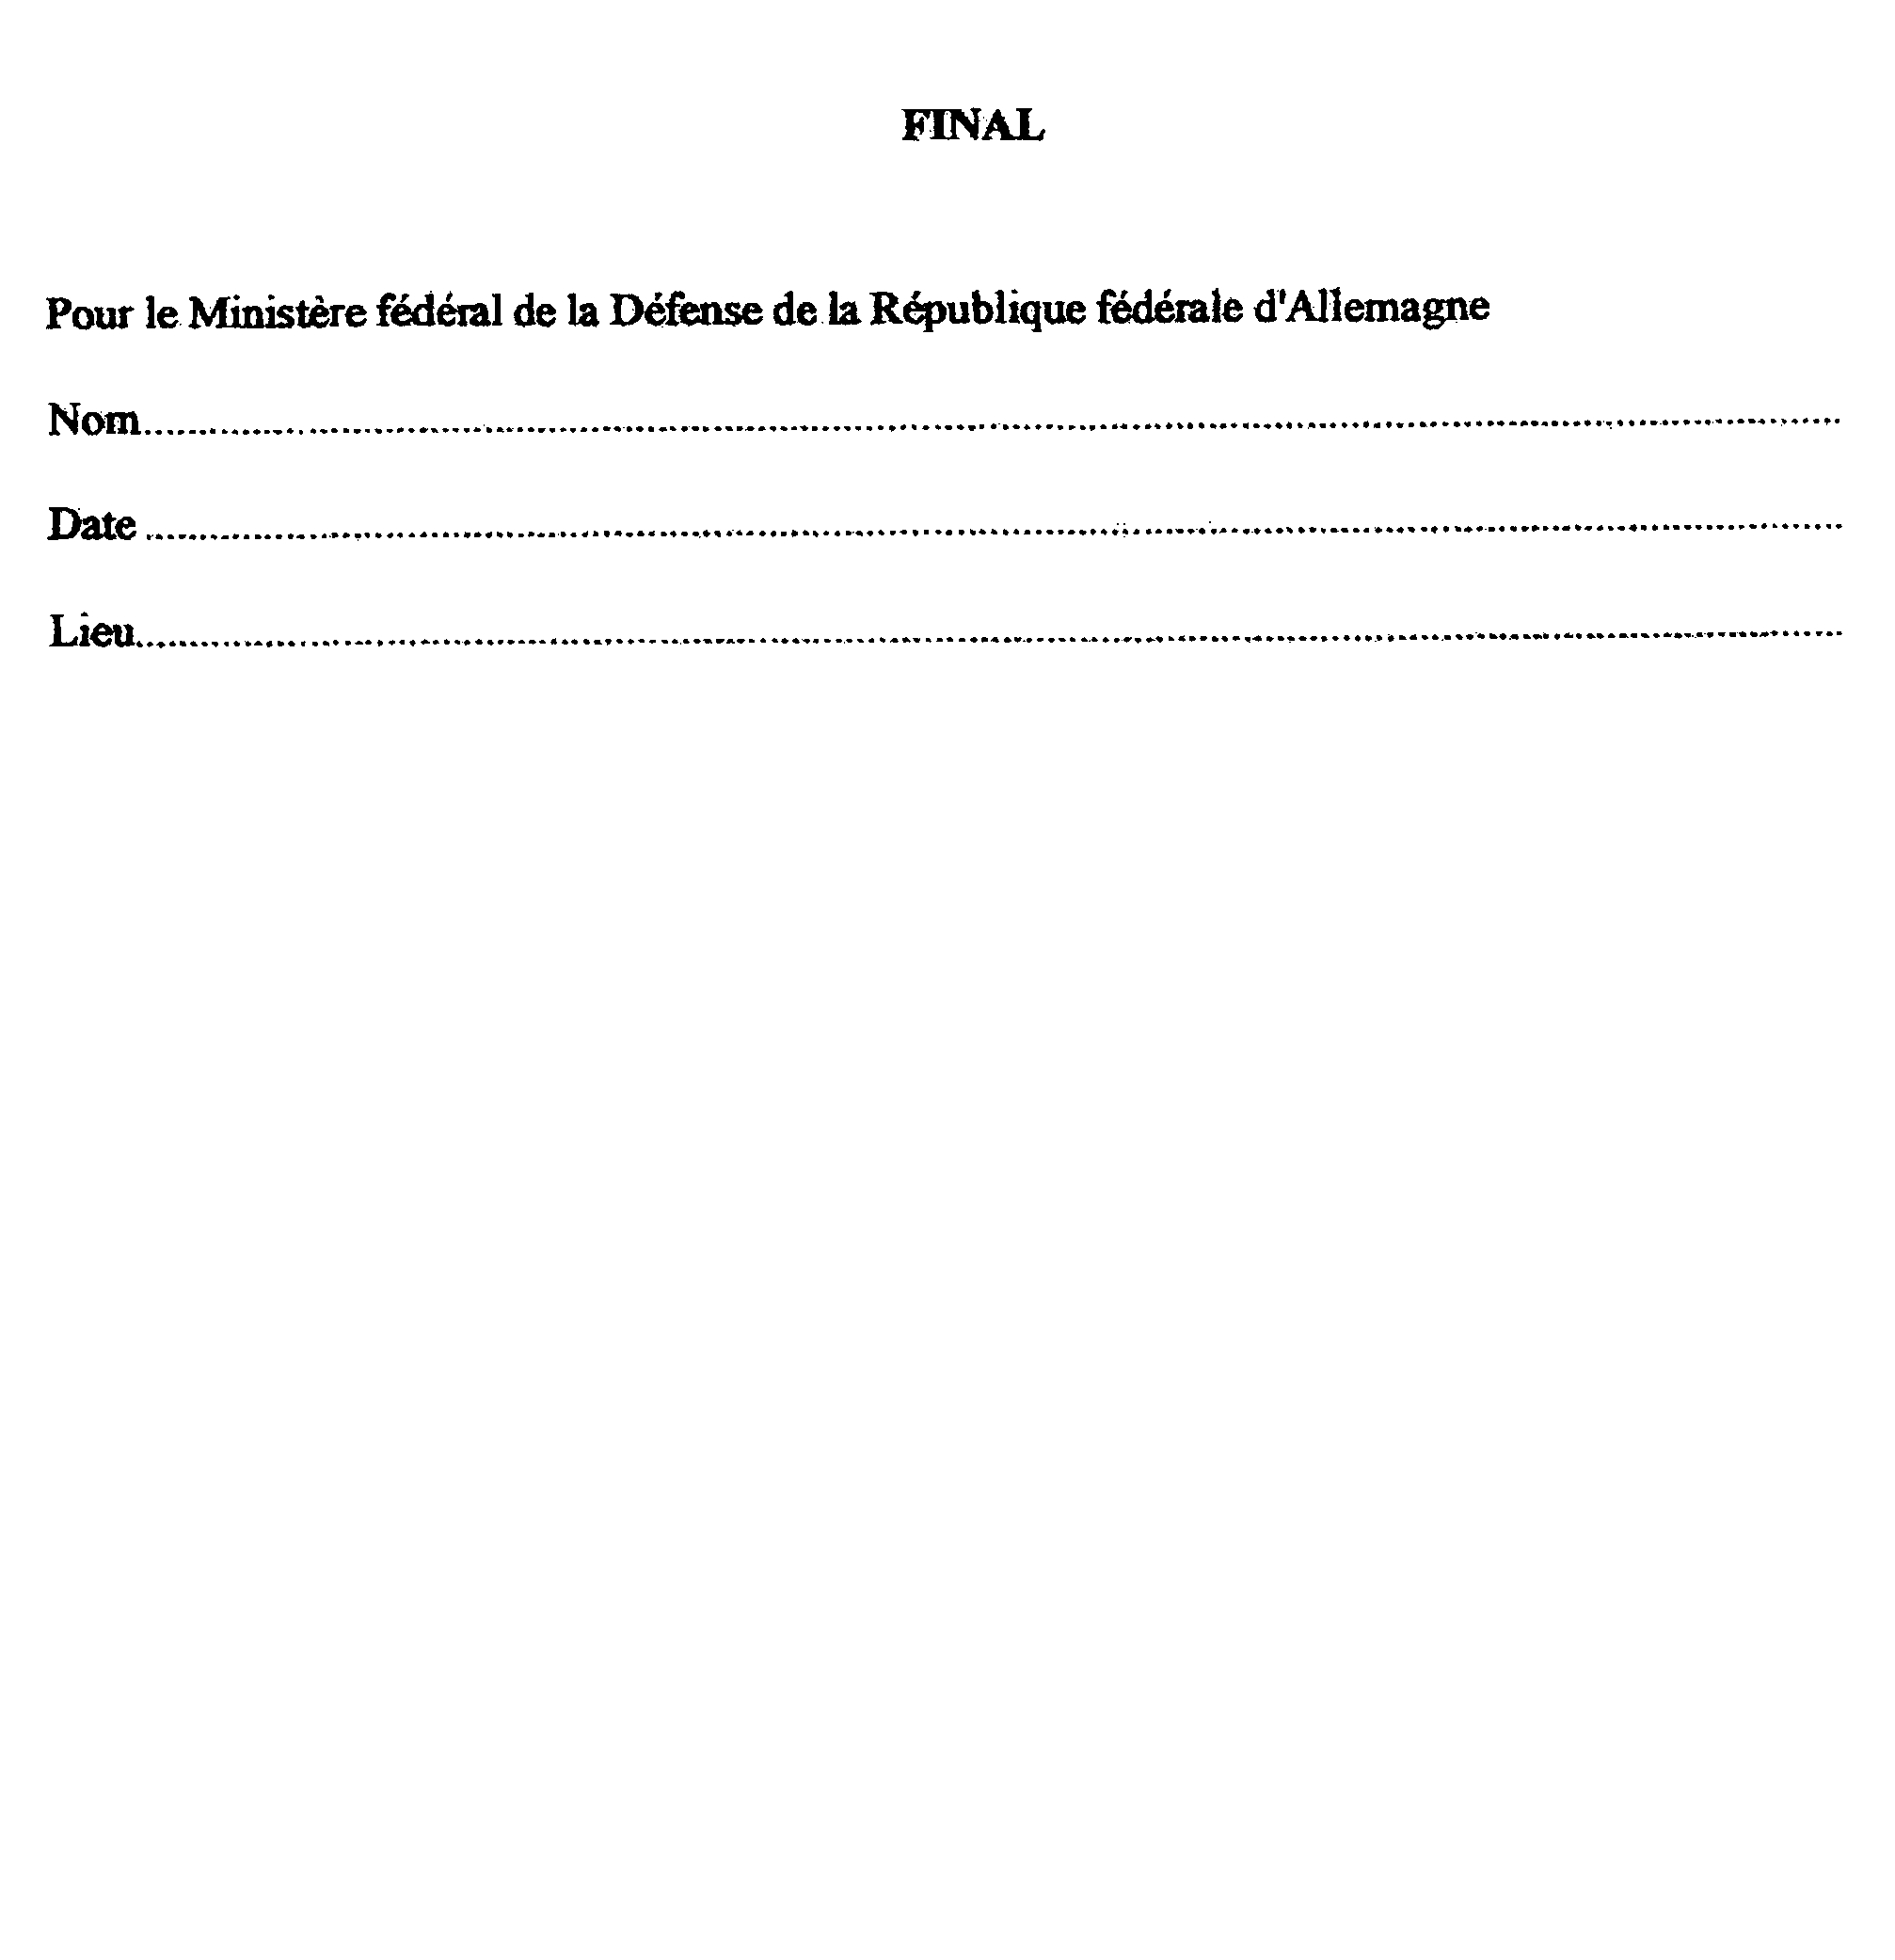 FINAL
Pour le Ministère fédéral de la Défense de la République fédérale d'Allemagne
Nom..........................................................................................................................................................
Date ..........................................................................................................................................................
Lieu...........................................................................................................................................................